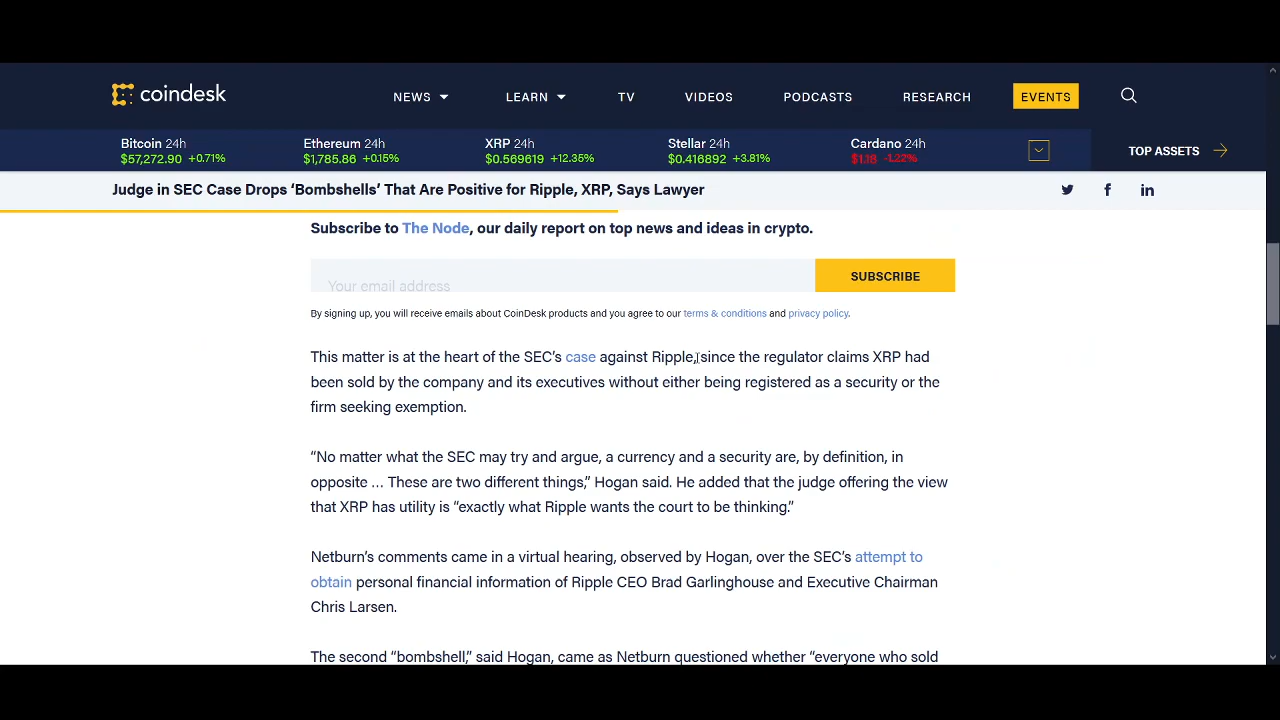 coindesk
NEWS LEARN TV VIDEOS PODCASTS RESEARCH EVENTS
Bitcoin 24h Ethereum 24h XRP 24h Stellar 24h Cardano 24h
$57,272.90 +0.71% $1,785.86 +0.15% $0.569619 +12.35% $0.416892 +3.81% $1.18 -1.22%
TOP ASSETS
Judge in SEC Case Drops ‘Bombshells’ That Are Positive for Ripple, XRP, Says Lawyer
Subscribe to The Node, our daily report on top news and ideas in crypto.
Your email address
SUBSCRIBE
By signing up, you will receive emails about CoinDesk products and you agree to our terms & conditions and privacy policy.
This matter is at the heart of the SEC’s case against Ripple, since the regulator claims XRP had
been sold by the company and its executives without either being registered as a security or the
firm seeking exemption.
“No matter what the SEC may try and argue, a currency and a security are, by definition, in
opposite … These are two different things,” Hogan said. He added that the judge offering the view
that XRP has utility is “exactly what Ripple wants the court to be thinking.”
Netburn’s comments came in a virtual hearing, observed by Hogan, over the SEC’s attempt to
obtain personal financial information of Ripple CEO Brad Garlinghouse and Executive Chairman
Chris Larsen.
The second “bombshell,” said Hogan, came as Netburn questioned whether “everyone who sold